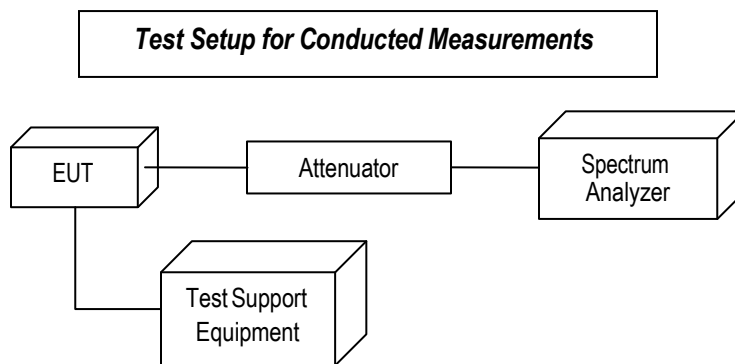 Test Setup for Conducted Measurements
EUT
Attenuator
Spectrum
Analyzer
Test Support
Equipment